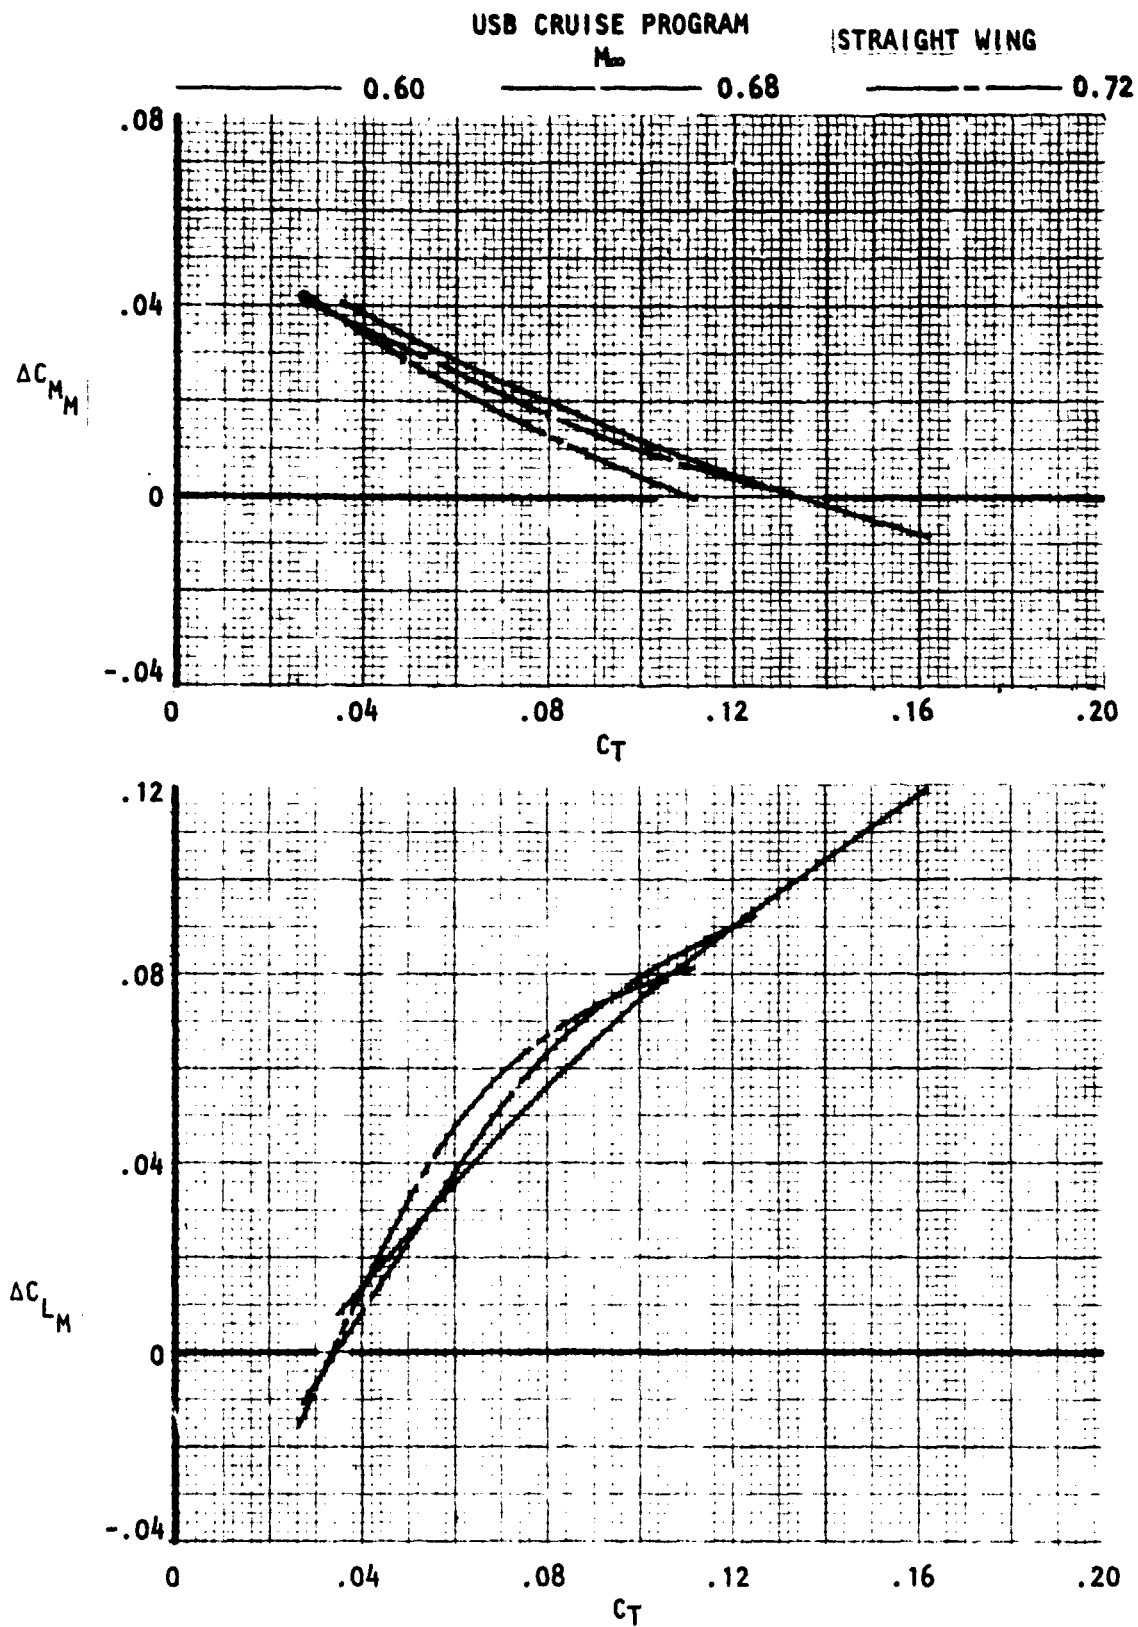 USB CRUISE PROGRAM
STRAIGHT WING
M∞
0.60 0.68 0.72
.08
.04
ΔC_M_M
0
-.04
0 .04 .08 .12 .16 .20
C_T
.12
.08
.04
ΔC_L_M
0
-.04
0 .04 .08 .12 .16 .20
C_T